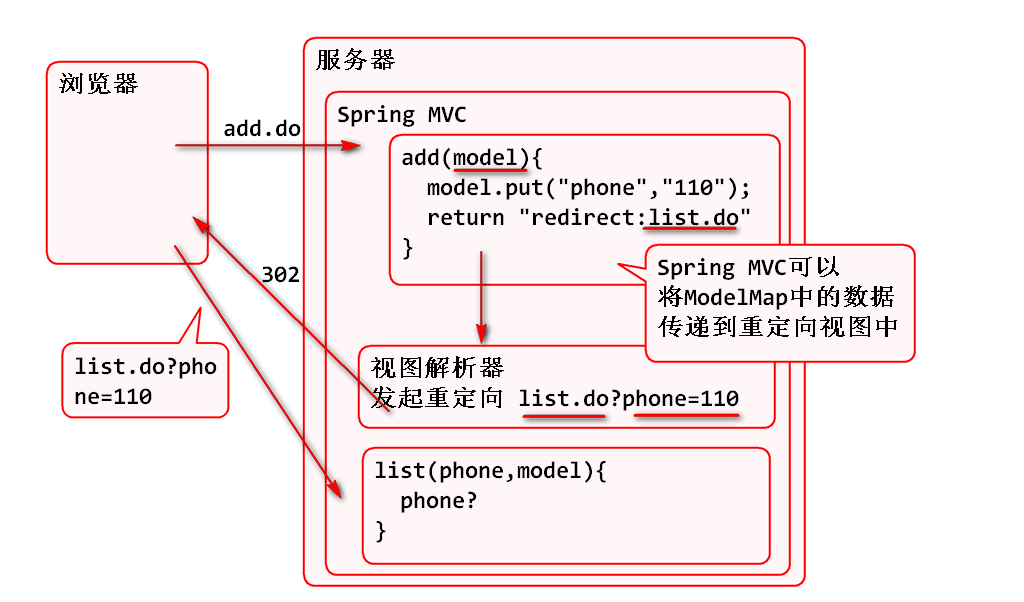 服务器
浏览器
Spring MVC
add.do
add(model){
model.put("phone","110");
return "redirect:list.do"
}
302
Spring MVC可以
将ModelMap中的数据
传递到重定向视图中
list.do?pho
ne=110
视图解析器
发起重定向 list.do?phone=110
list(phone,model){
phone?
}